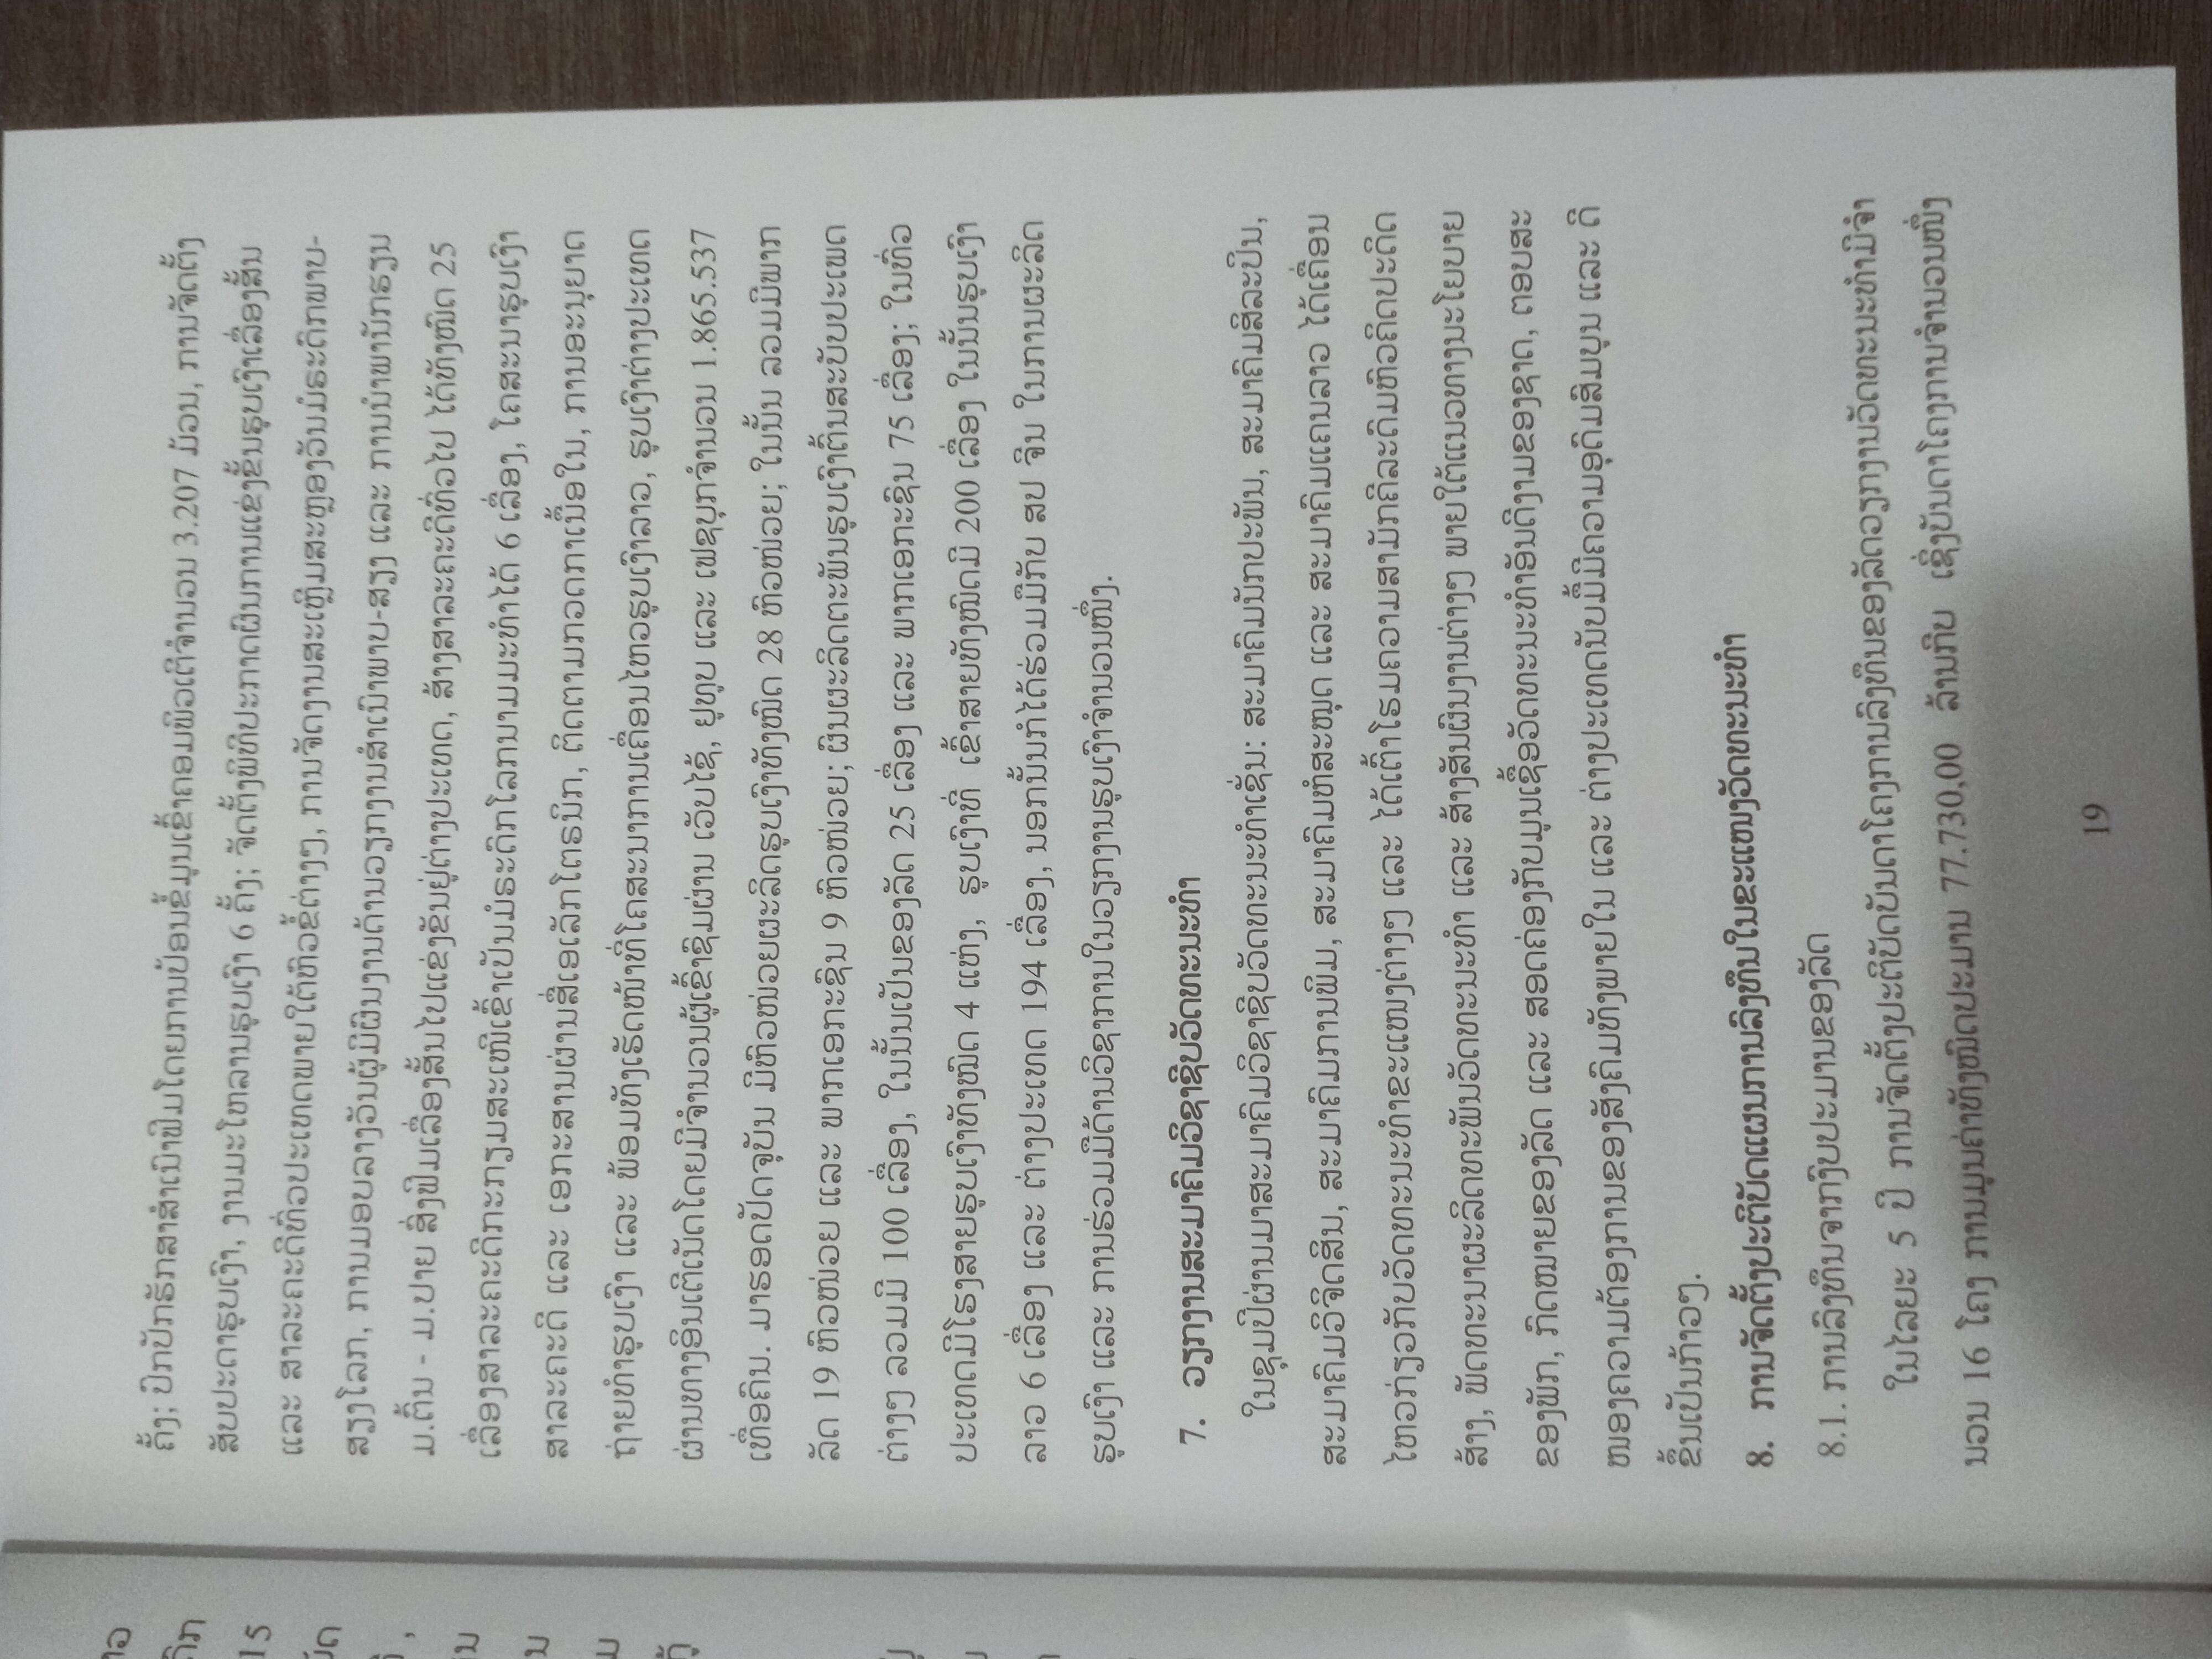 ຄັ້ງ; ປົກປັກຮັກສາສຳເນົາຟິມໂດຍການປ້ອນຂໍ້ມູນເຂົ້າຄອມພິວເຕີຈຳນວນ 3.207 ມ້ວນ, ການຈັດຕັ້ງ
ສັບປະດາຮູບເງົາ, ງານມະໂຫລານຮູບເງົາ 6 ຄັ້ງ; ຈັດຕັ້ງພິທີປະກາດຜົນການແຂ່ງຂັນຮູບເງົາເລື່ອງສັ້ນ
ແລະ ສາລະຄະດີທົ່ວປະເທດພາຍໃຕ້ຫົວຂໍ້ຕ່າງໆ, ການຈັດງານສະເຫຼີມສະຫຼອງວັນມໍຣະດົກພາບ-
ສຽງໂລກ, ການມອບລາງວັນຜູ້ມີຜົນງານດ້ານວຽກງານສຳເນົາພາບ-ສຽງ ແລະ ການນຳພານັກຮຽນ
ມ.ຕົ້ນ - ມ.ປາຍ ສົ່ງຟິມເລື່ອງສັ້ນໄປແຂ່ງຂັນຢູ່ຕ່າງປະເທດ, ສ້າງສາລະຄະດີທົ່ວໄປ ໄດ້ທັງໝົດ 25
ເລື່ອງສາລະຄະດີກະກຽມສະເໜີເຂົ້າເປັນມໍຣະດົກໂລກນາມມະທຳໄດ້ 6 ເລື່ອງ, ໂຄສະນາຮູບເງົາ
ສາລະຄະດີ ແລະ ເອກະສານຜ່ານສື່ເອເລັກໂຕຣນິກ, ຕິດຕາມກວດກາເນື້ອໃນ, ການອະນຸຍາດ
ຖ່າຍທຳຮູບເງົາ ແລະ ພ້ອມທັງເຮັດໜ້າທີ່ໂຄສະນາການເຄື່ອນໄຫວຮູບເງົາລາວ, ຮູບເງົາຕ່າງປະເທດ
ຜ່ານທາງອິນເຕີເນັດໂດຍມີຈຳນວນຜູ້ເຂົ້າຊົມຜ່ານ ເວັບໄຊ້, ຢູທູບ ແລະ ເຟຊບຸກຈຳນວນ 1.865.537
ເທື່ອຄົນ. ມາຮອດປັດຈຸບັນ ມີຫົວໜ່ວຍຜະລິດຮູບເງົາທັງໝົດ 28 ຫົວໜ່ວຍ; ໃນນັ້ນ ລວມມີພາກ
ລັດ 19 ຫົວໜ່ວຍ ແລະ ພາກເອກະຊົນ 9 ຫົວໜ່ວຍ; ຜົນຜະລິດຕະພັນຮູບເງົາຕົ້ນສະບັບປະເພດ
ຕ່າງໆ ລວມມີ 100 ເລື່ອງ, ໃນນັ້ນເປັນຂອງລັດ 25 ເລື່ອງ ແລະ ພາກເອກະຊົນ 75 ເລື່ອງ; ໃນທົ່ວ
ປະເທດມີໂຮງສາຍຮູບເງົາທັງໝົດ 4 ແຫ່ງ, ຮູບເງົາທີ່ ເຂົ້າສາຍທັງໝົດມີ 200 ເລື່ອງ ໃນນັ້ນຮູບເງົາ
ລາວ 6 ເລື່ອງ ແລະ ຕ່າງປະເທດ 194 ເລື່ອງ, ນອກນັ້ນກໍໄດ້ຮ່ວມມືກັບ ສປ ຈີນ ໃນການຜະລິດ
ຮູບເງົາ ແລະ ການຮ່ວມມືດ້ານວິຊາການໃນວຽກງານຮູບເງົາຈຳນວນໜຶ່ງ.
7. ວຽກງານສະມາຄົມວິຊາຊີບວັດທະນະທຳ
ໃນຊຸມປີຜ່ານມາສະມາຄົມວິຊາຊີບວັດທະນະທຳເຊັ່ນ: ສະມາຄົມນັກປະພັນ, ສະມາຄົມສິລະປິນ,
ສະມາຄົມວິຈິດສິນ, ສະມາຄົມການພິມ, ສະມາຄົມຫໍສະໝຸດ ແລະ ສະມາຄົມແຄນລາວ ໄດ້ເຄື່ອນ
ໄຫວກ່ຽວກັບວັດທະນະທຳຂະແໜງຕ່າງໆ ແລະ ໄດ້ເຕົ້າໂຮມຄວາມສາມັກຄີລະດົມຫົວຄິດປະດິດ
ສ້າງ, ພັດທະນາຜະລິດທະພັນວັດທະນະທຳ ແລະ ສ້າງສັນຜົນງານຕ່າງໆ ພາຍໃຕ້ແນວທາງນະໂຍບາຍ
ຂອງພັກ, ກົດໝາຍຂອງລັດ ແລະ ສອດຄ່ອງກັບມູນເຊື້ອວັດທະນະທຳອັນດີງາມຂອງຊາດ, ຕອບສະ
ໜອງຄວາມຕ້ອງການຂອງສັງຄົມທັງພາຍໃນ ແລະ ຕ່າງປະເທດນັບມື້ມີຄວາມອຸດົມສົມບູນ ແລະ ດີ
ຂຶ້ນເປັນກ້າວໆ.
8. ການຈັດຕັ້ງປະຕິບັດແຜນການລົງທຶນໃນຂະແໜງວັດທະນະທຳ
8.1. ການລົງທຶນຈາກງົບປະມານຂອງລັດ
ໃນໄລຍະ 5 ປີ ການຈັດຕັ້ງປະຕິບັດບັນດາໂຄງການລົງທຶນຂອງລັດວຽກງານວັດທະນະທຳມີຈຳ
ນວນ 16 ໂຄງ ການມູນຄ່າທັງໝົດປະມານ 77.730,00 ລ້ານກີບ ເຊິ່ງບັນດາໂຄງການຈຳນວນໜຶ່ງ
19